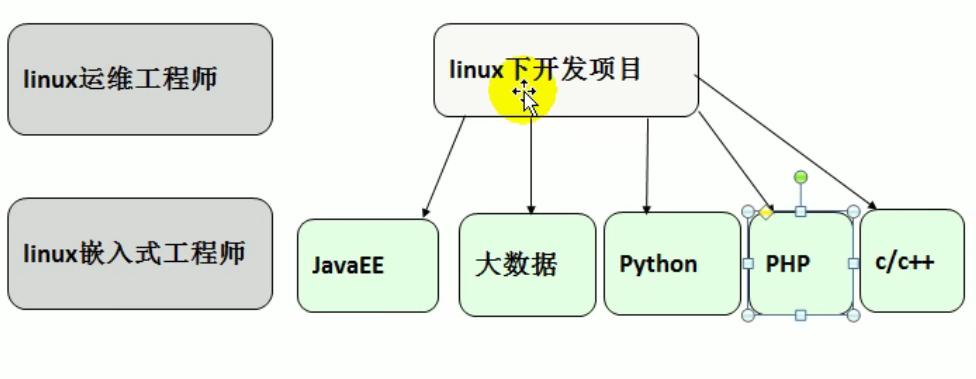 linux运维工程师
linux下开发项目
linux嵌入式工程师
JavaEE
大数据
Python
PHP
c/c++